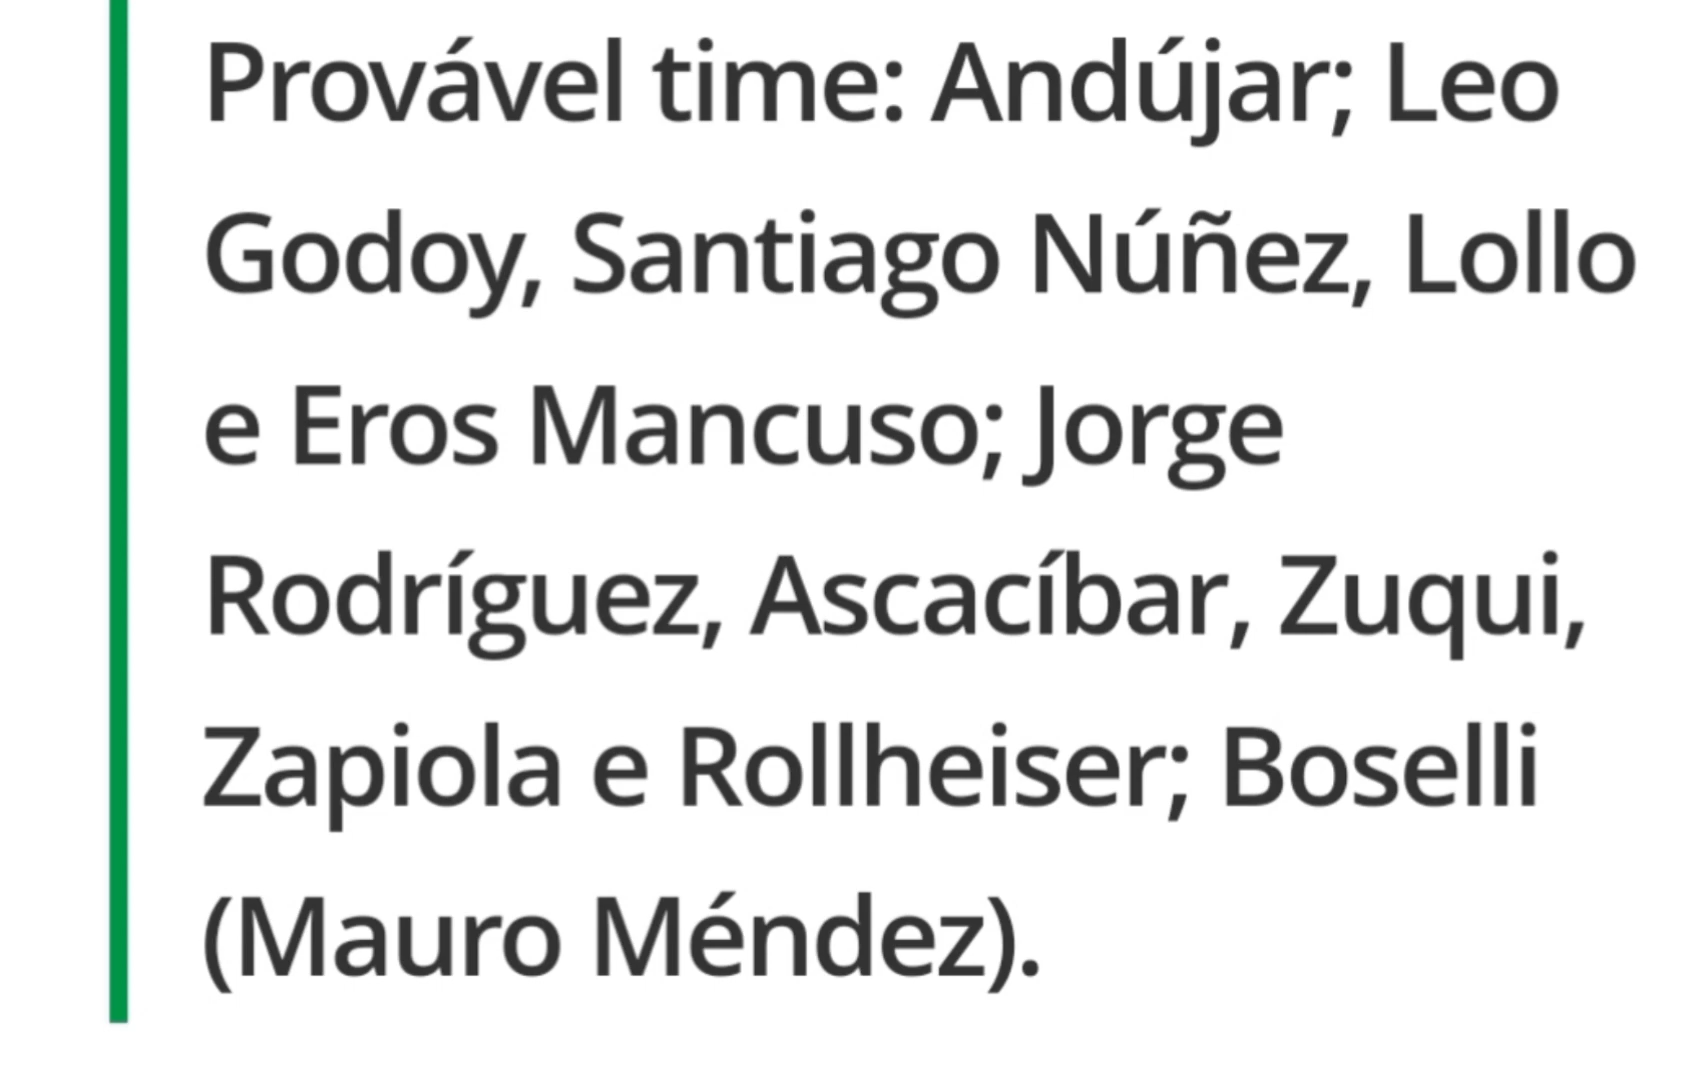 Provável time: Andújar; Leo
Godoy, Santiago Núñez, Lollo
e Eros Mancuso; Jorge
Rodríguez, Ascacíbar, Zuqui,
Zapiola e Rollheiser; Boselli
(Mauro Méndez).